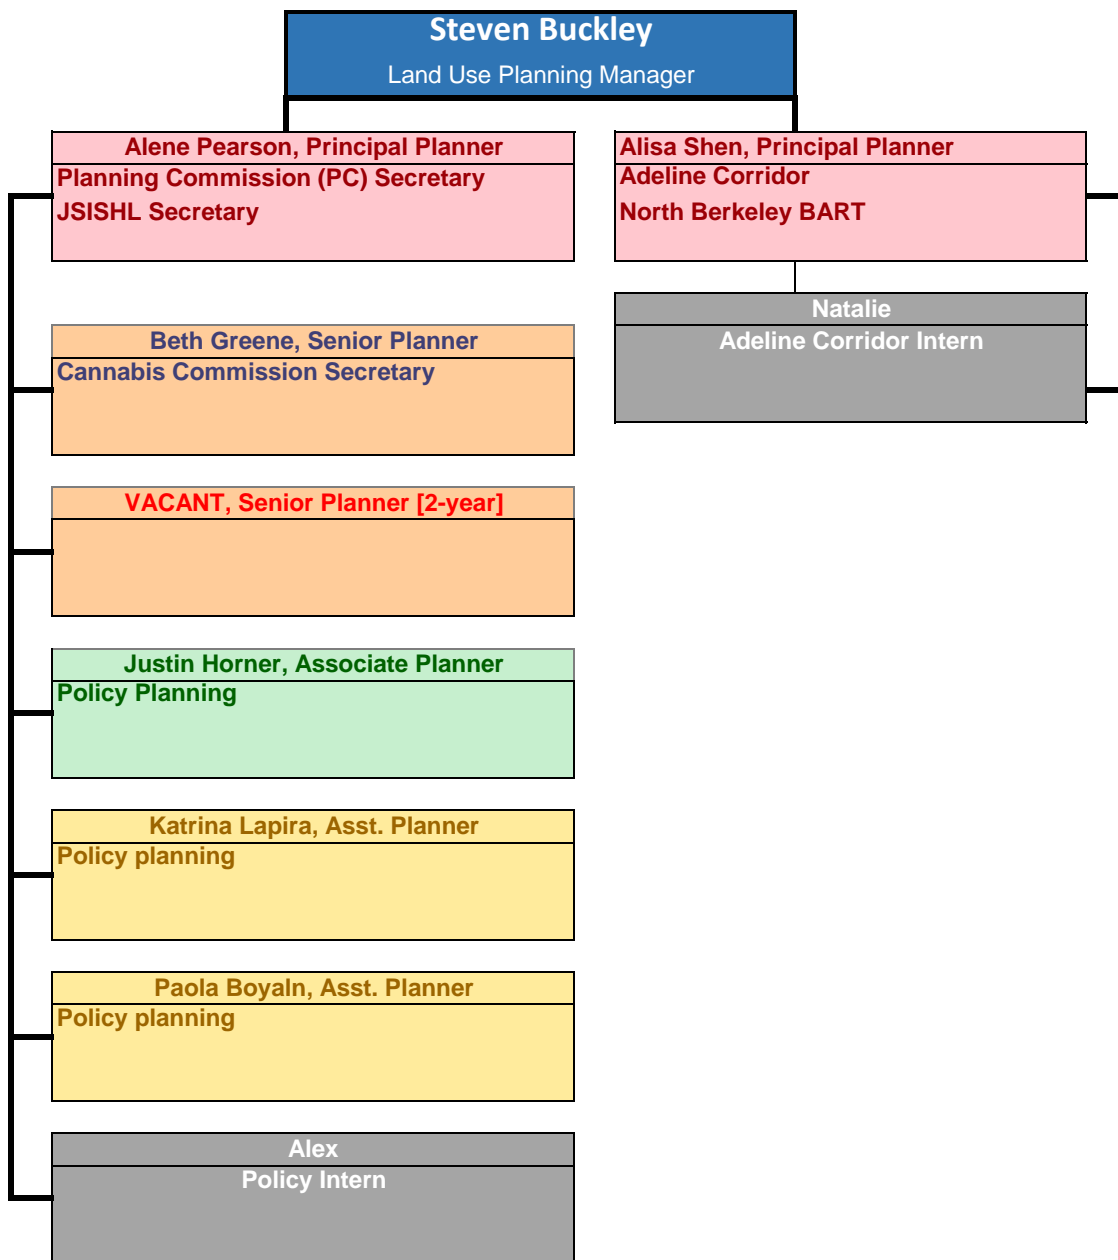 Steven Buckley
Land Use Planning Manager
Alene Pearson, Principal Planner
Planning Commission (PC) Secretary
JSISHL Secretary
Alisa Shen, Principal Planner
Adeline Corridor
North Berkeley BART
Natalie
Adeline Corridor Intern
Beth Greene, Senior Planner
Cannabis Commission Secretary
VACANT, Senior Planner [2-year]
Justin Horner, Associate Planner
Policy Planning
Katrina Lapira, Asst. Planner
Policy planning
Paola Boyaln, Asst. Planner
Policy planning
Alex
Policy Intern